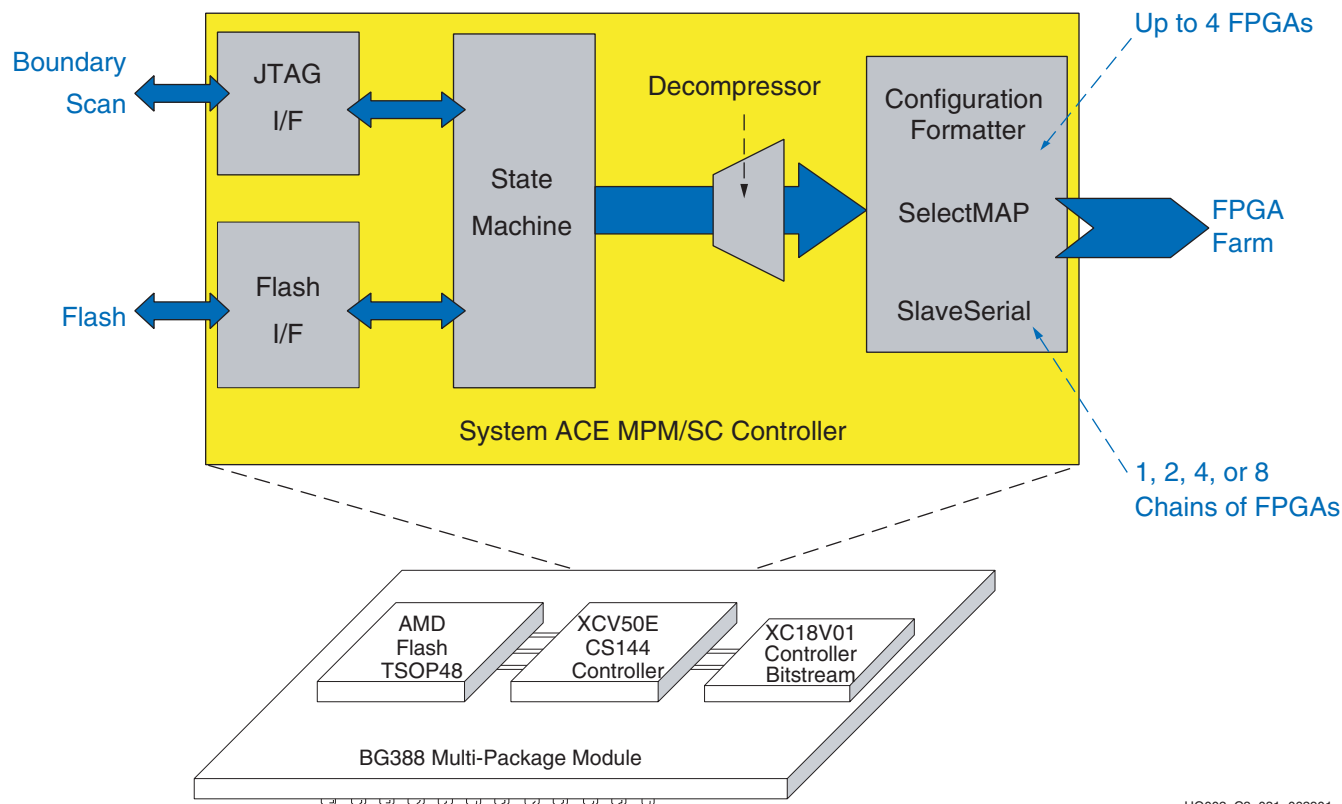 Up to 4 FPGAs
Boundary
Scan
JTAG
I/F
Decompressor
Configuration
Formatter
State
Machine
SelectMAP
FPGA
Farm
Flash
Flash
I/F
SlaveSerial
System ACE MPM/SC Controller
1, 2, 4, or 8
Chains of FPGAs
AMD
Flash
TSOP48
XCV50E
CS144
Controller
XC18V01
Controller
Bitstream
BG388 Multi-Package Module